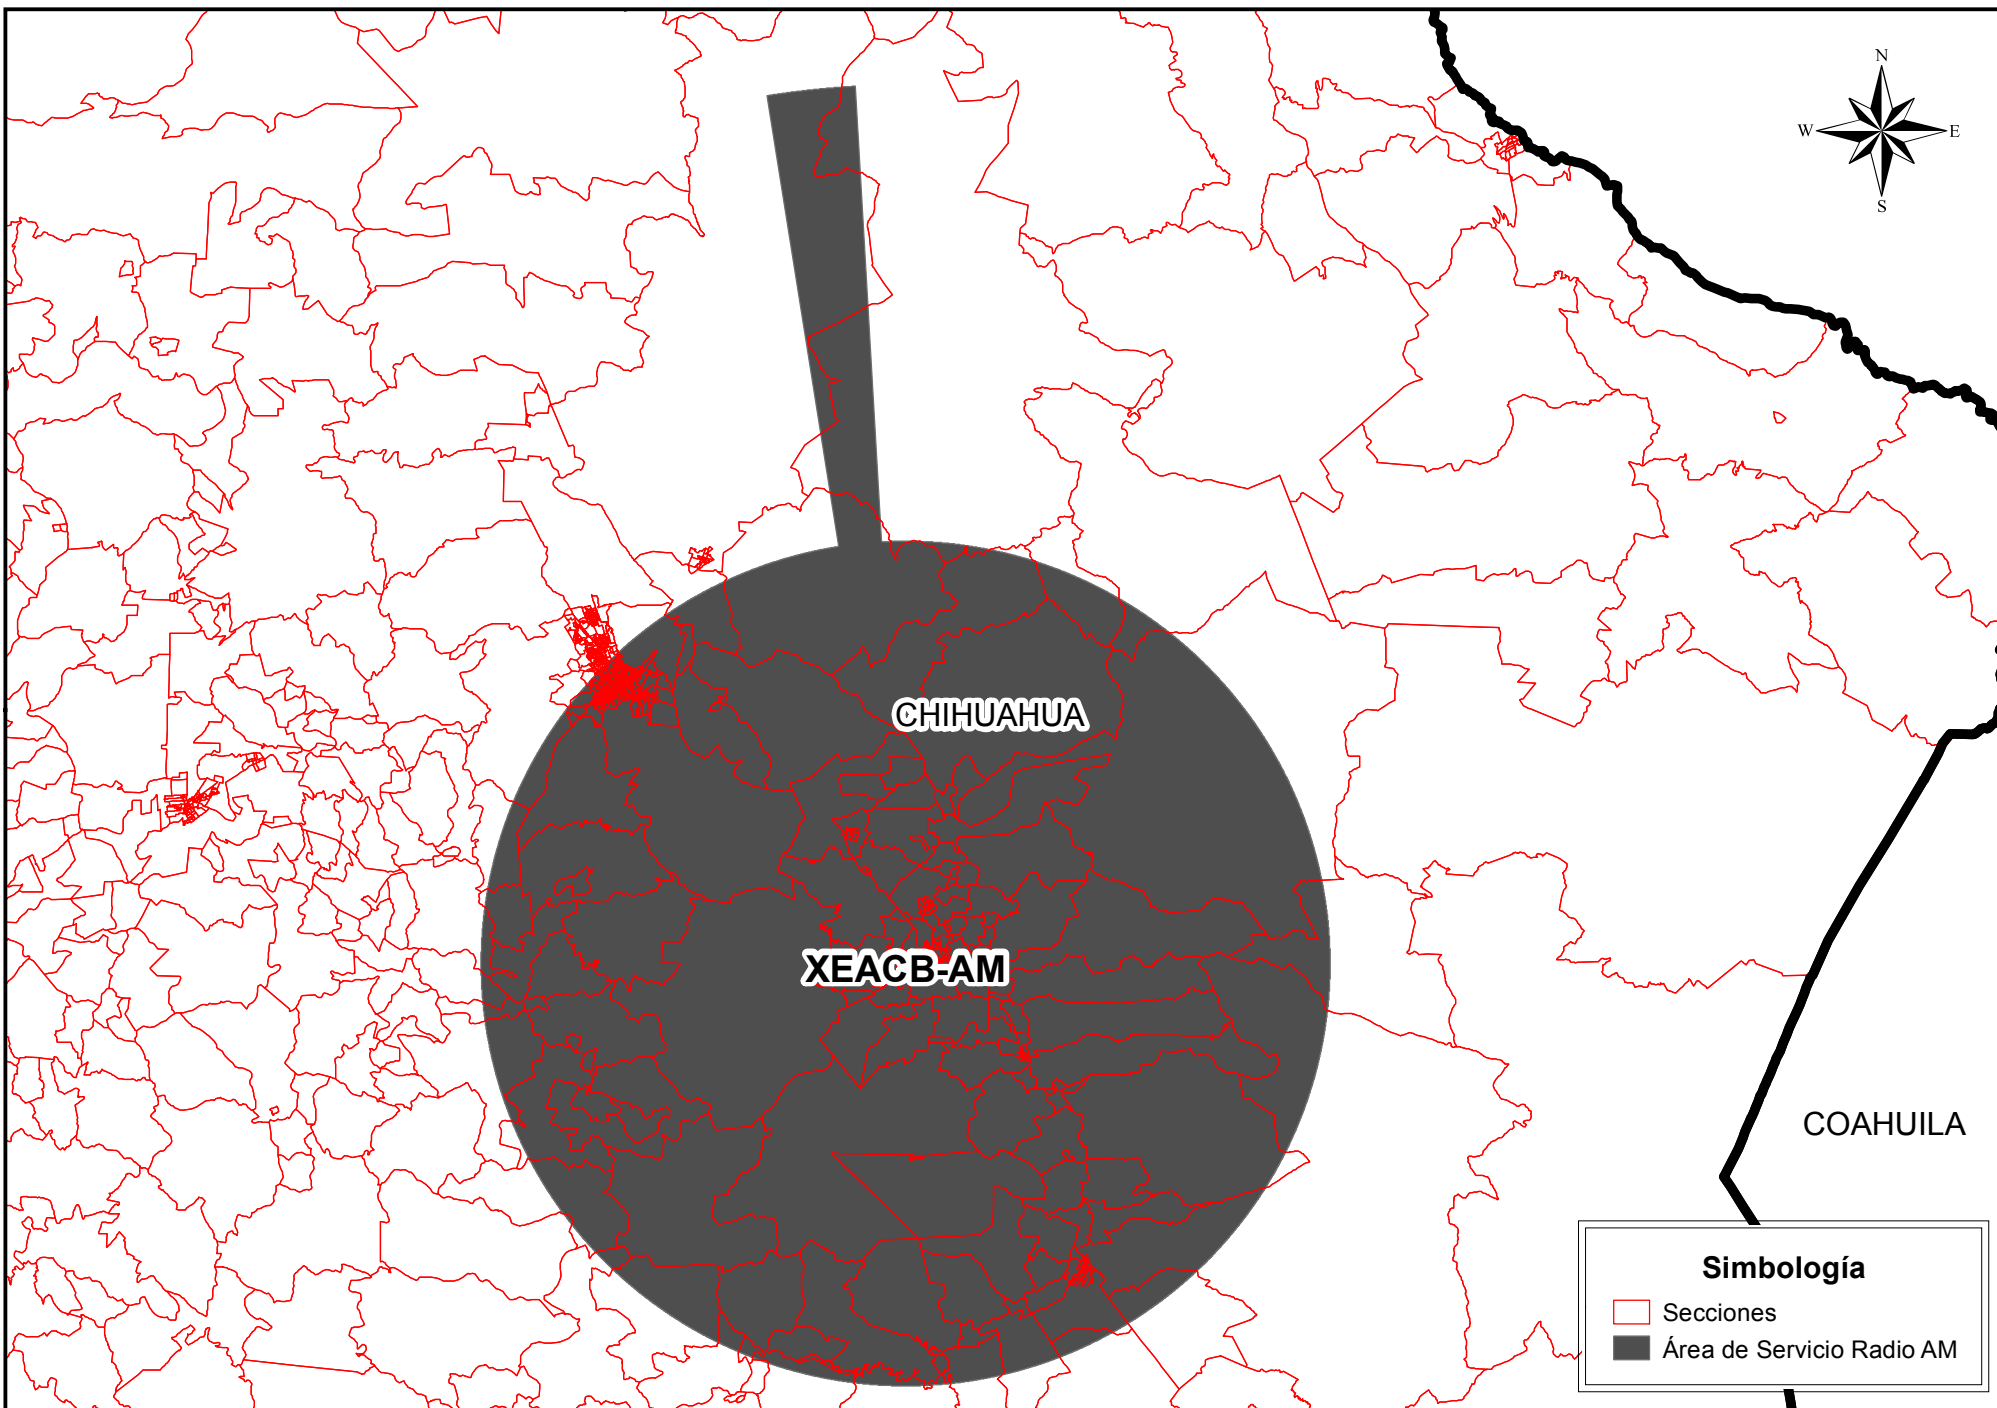 N
W E
S
CHIHUAHUA
XEACB-AM
COAHUILA
Simbología
Secciones
Área de Servicio Radio AM